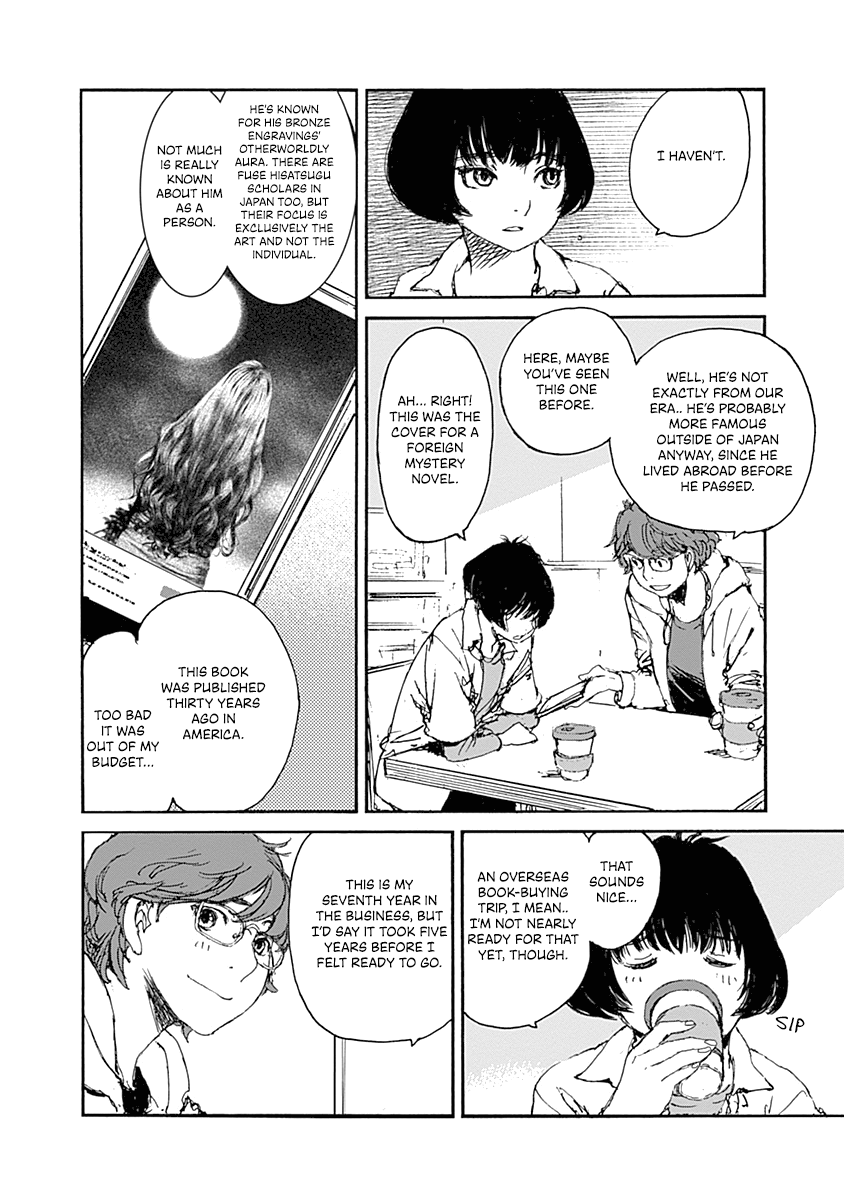 I HAVEN'T.
WELL, HE'S NOT
EXACTLY FROM OUR
ERA.. HE'S PROBABLY
MORE FAMOUS
OUTSIDE OF JAPAN
ANYWAY, SINCE HE
LIVED ABROAD BEFORE
HE PASSED.
HERE, MAYBE
YOU'VE SEEN
THIS ONE
BEFORE.
AH... RIGHT!
THIS WAS THE
COVER FOR A
FOREIGN
MYSTERY
NOVEL.
HE'S KNOWN
FOR HIS BRONZE
ENGRAVINGS'
OTHERWORLDLY
AURA. THERE ARE
FUSE HISATSUGU
SCHOLARS IN
JAPAN TOO, BUT
THEIR FOCUS IS
EXCLUSIVELY THE
ART AND NOT THE
INDIVIDUAL.
NOT MUCH
IS REALLY
KNOWN
ABOUT HIM
AS A
PERSON.
THIS BOOK
WAS PUBLISHED
THIRTY YEARS
AGO IN
AMERICA.
TOO BAD
IT WAS
OUT OF MY
BUDGET...
THAT
SOUNDS
NICE...
AN OVERSEAS
BOOK-BUYING
TRIP, I MEAN..
I'M NOT NEARLY
READY FOR THAT
YET, THOUGH.
SIP
THIS IS MY
SEVENTH YEAR IN
THE BUSINESS, BUT
I'D SAY IT TOOK FIVE
YEARS BEFORE I
FELT READY TO GO.